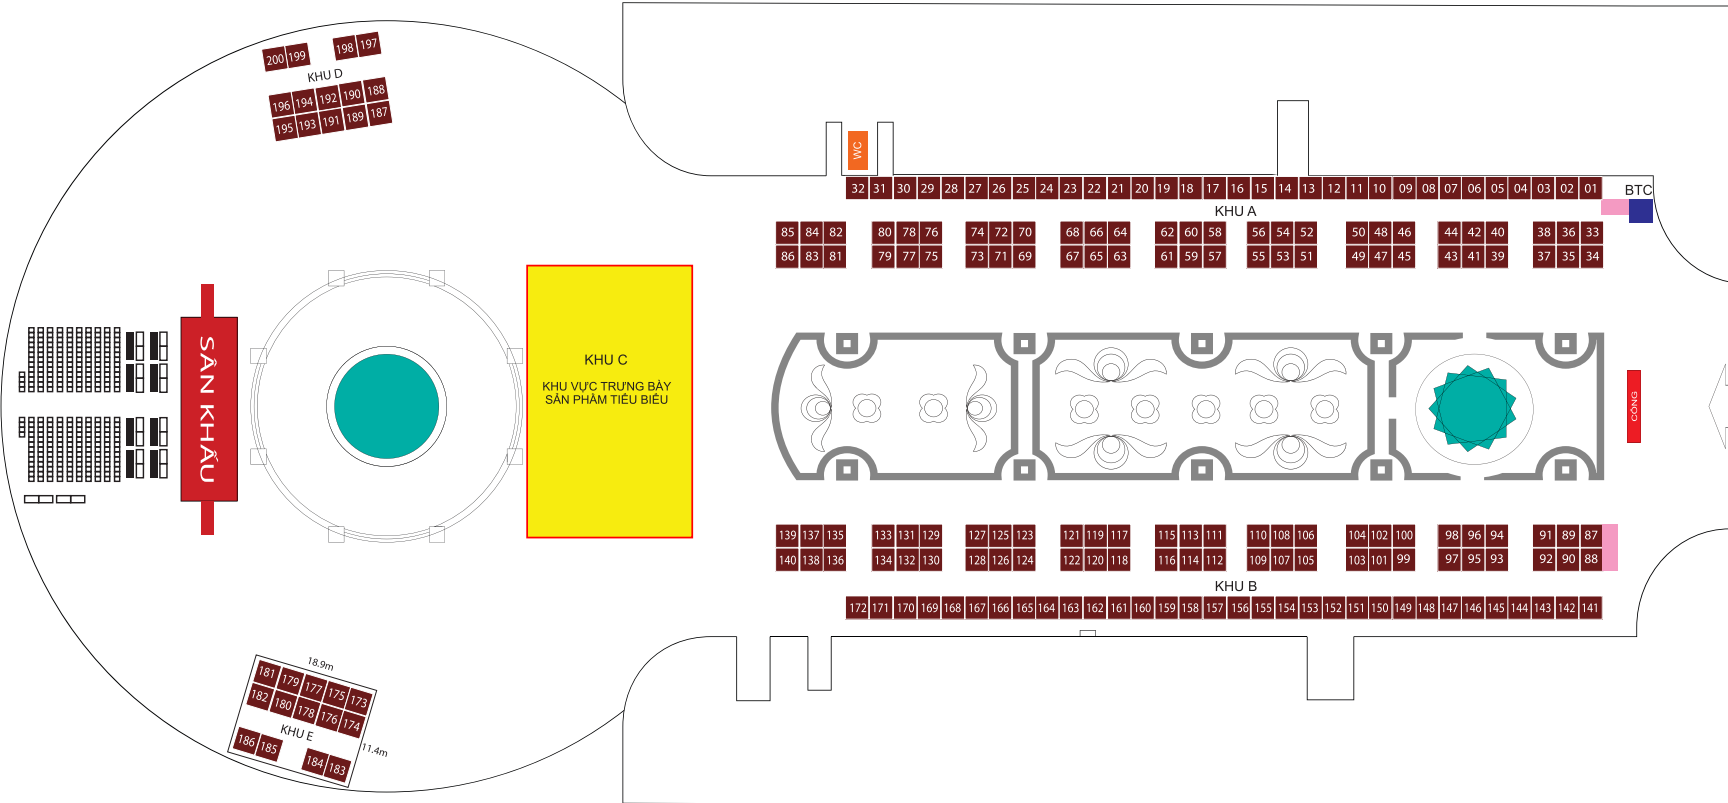 200 199 198 197
KHU D
196 194 192 190 188
195 193 191 189 187
WC
32 31 30 29 28 27 26 25 24 23 22 21 20 19 18 17 16 15 14 13 12 11 10 09 08 07 06 05 04 03 02 01
BTC
KHU A
85 84 82 80 78 76 74 72 70 68 66 64 62 60 58 56 54 52 50 48 46 44 42 40 38 36 33
86 83 81 79 77 75 73 71 69 67 65 63 61 59 57 55 53 51 49 47 45 43 41 39 37 35 34
SÂN KHẤU
KHU C
KHU VỰC TRƯNG BÀY
SẢN PHẨM TIÊU BIỂU
CỔNG
139 137 135 133 131 129 127 125 123 121 119 117 115 113 111 110 108 106 104 102 100 98 96 94 91 89 87
140 138 136 134 132 130 128 126 124 122 120 118 116 114 112 109 107 105 103 101 99 97 95 93 92 90 88
KHU B
172 171 170 169 168 167 166 165 164 163 162 161 160 159 158 157 156 155 154 153 152 151 150 149 148 147 146 145 144 143 142 141
18.9m
181 179 177 175 173
182 180 178 176 174
KHU E
11.4m
186 185 184 183